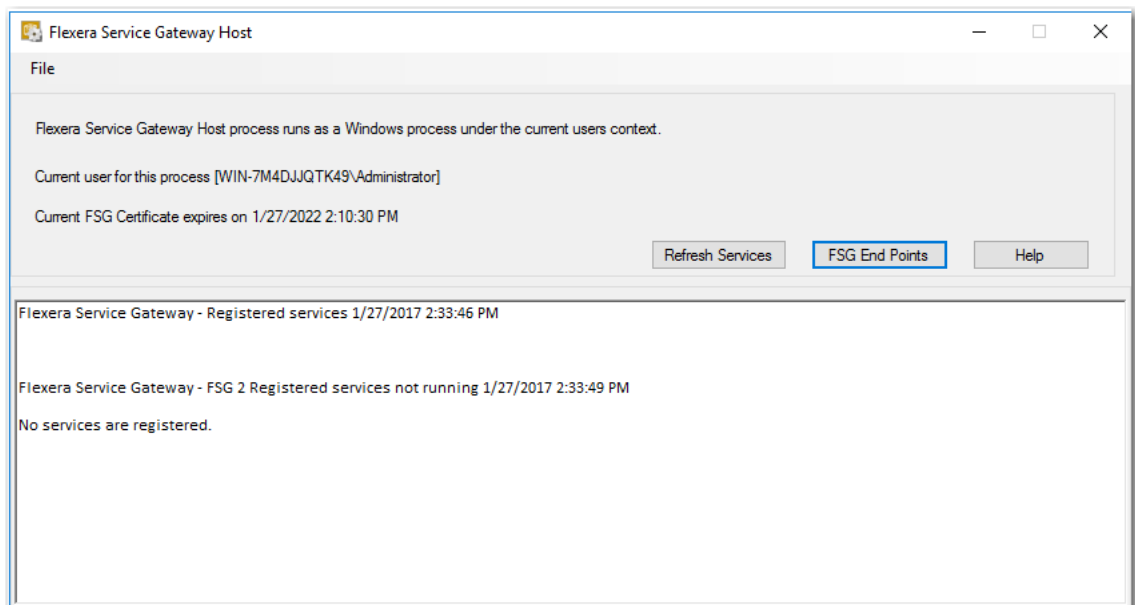 Flexera Service Gateway Host
File
Flexera Service Gateway Host process runs as a Windows process under the current users context.
Current user for this process [WIN-7M4DJJQTK49\Administrator]
Current FSG Certificate expires on 1/27/2022 2:10:30 PM
Refresh Services FSG End Points Help
Flexera Service Gateway - Registered services 1/27/2017 2:33:46 PM
Flexera Service Gateway - FSG 2 Registered services not running 1/27/2017 2:33:49 PM
No services are registered.